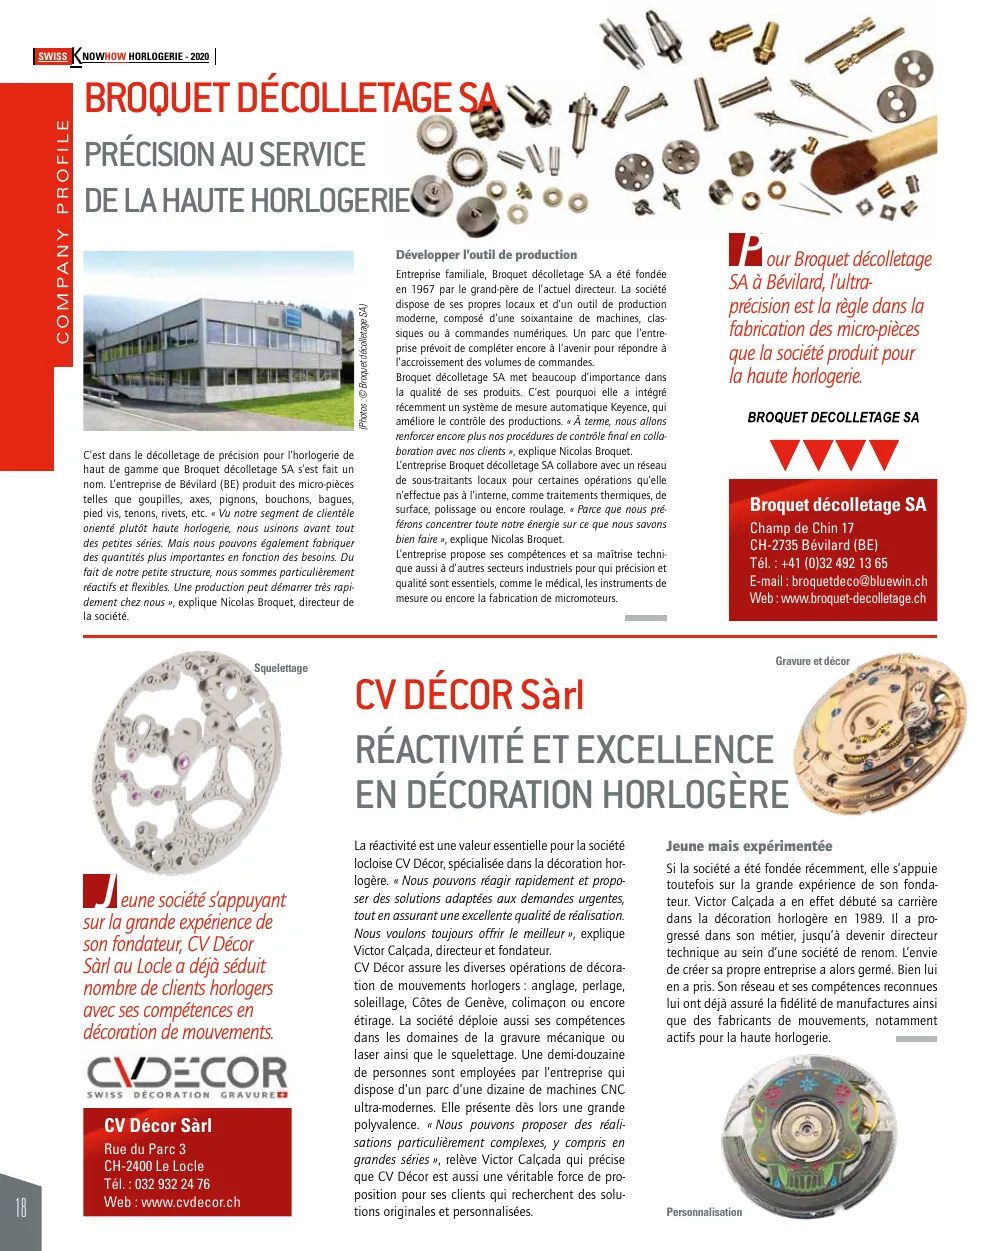 SWISS KNOWHOW HORLOGERIE - 2020
COMPANY PROFILE
BROQUET DÉCOLLETAGE SA
PRÉCISION AU SERVICE
DE LA HAUTE HORLOGERIE
(Photos : © Broquet décolletage SA)
C’est dans le décolletage de précision pour l’horlogerie de
haut de gamme que Broquet décolletage SA s’est fait un
nom. L’entreprise de Bévilard (BE) produit des micro-pièces
telles que goupilles, axes, pignons, bouchons, bagues,
pied vis, tenons, rivets, etc. « Vu notre segment de clientèle
orienté plutôt haute horlogerie, nous usinons avant tout
des petites séries. Mais nous pouvons également fabriquer
des quantités plus importantes en fonction des besoins. Du
fait de notre petite structure, nous sommes particulièrement
réactifs et flexibles. Une production peut démarrer très rapi-
dement chez nous », explique Nicolas Broquet, directeur de
la société.
Développer l’outil de production
Entreprise familiale, Broquet décolletage SA a été fondée
en 1967 par le grand-père de l’actuel directeur. La société
dispose de ses propres locaux et d’un outil de production
moderne, composé d’une soixantaine de machines, clas-
siques ou à commandes numériques. Un parc que l’entre-
prise prévoit de compléter encore à l’avenir pour répondre à
l’accroissement des volumes de commandes.
Broquet décolletage SA met beaucoup d’importance dans
la qualité de ses produits. C’est pourquoi elle a intégré
récemment un système de mesure automatique Keyence, qui
améliore le contrôle des productions. « À terme, nous allons
renforcer encore plus nos procédures de contrôle final en colla-
boration avec nos clients », explique Nicolas Broquet.
L’entreprise Broquet décolletage SA collabore avec un réseau
de sous-traitants locaux pour certaines opérations qu’elle
n’effectue pas à l’interne, comme traitements thermiques, de
surface, polissage ou encore roulage. « Parce que nous pré-
férons concentrer toute notre énergie sur ce que nous savons
bien faire », explique Nicolas Broquet.
L’entreprise propose ses compétences et sa maîtrise techni-
que aussi à d’autres secteurs industriels pour qui précision et
qualité sont essentiels, comme le médical, les instruments de
mesure ou encore la fabrication de micromoteurs.
Pour Broquet décolletage
SA à Bévilard, l’ultra-
précision est la règle dans la
fabrication des micro-pièces
que la société produit pour
la haute horlogerie.
BROQUET DECOLLETAGE SA
Broquet décolletage SA
Champ de Chin 17
CH-2735 Bévilard (BE)
Tél. : +41 (0)32 492 13 65
E-mail : broquetdeco@bluewin.ch
Web : www.broquet-decolletage.ch
Squelettage
Gravure et décor
CV DÉCOR Sàrl
RÉACTIVITÉ ET EXCELLENCE
EN DÉCORATION HORLOGÈRE
Jeune société s’appuyant
sur la grande expérience de
son fondateur, CV Décor
Sàrl au Locle a déjà séduit
nombre de clients horlogers
avec ses compétences en
décoration de mouvements.
CVDECOR
SWISS DÉCORATION GRAVURE
CV Décor Sàrl
Rue du Parc 3
CH-2400 Le Locle
Tél. : 032 932 24 76
Web : www.cvdecor.ch
La réactivité est une valeur essentielle pour la société
locloise CV Décor, spécialisée dans la décoration hor-
logère. « Nous pouvons réagir rapidement et propo-
ser des solutions adaptées aux demandes urgentes,
tout en assurant une excellente qualité de réalisation.
Nous voulons toujours offrir le meilleur », explique
Victor Calçada, directeur et fondateur.
CV Décor assure les diverses opérations de décora-
tion de mouvements horlogers : anglage, perlage,
soleillage, Côtes de Genève, colimaçon ou encore
étirage. La société déploie aussi ses compétences
dans les domaines de la gravure mécanique ou
laser ainsi que le squelettage. Une demi-douzaine
de personnes sont employées par l’entreprise qui
dispose d’un parc d’une dizaine de machines CNC
ultra-modernes. Elle présente dès lors une grande
polyvalence. « Nous pouvons proposer des réali-
sations particulièrement complexes, y compris en
grandes séries », relève Victor Calçada qui précise
que CV Décor est aussi une véritable force de pro-
position pour ses clients qui recherchent des solu-
tions originales et personnalisées.
Jeune mais expérimentée
Si la société a été fondée récemment, elle s’appuie
toutefois sur la grande expérience de son fonda-
teur. Victor Calçada a en effet débuté sa carrière
dans la décoration horlogère en 1989. Il a pro-
gressé dans son métier, jusqu’à devenir directeur
technique au sein d’une société de renom. L’envie
de créer sa propre entreprise a alors germé. Bien lui
en a pris. Son réseau et ses compétences reconnues
lui ont déjà assuré la fidélité de manufactures ainsi
que des fabricants de mouvements, notamment
actifs pour la haute horlogerie.
Personnalisation
18